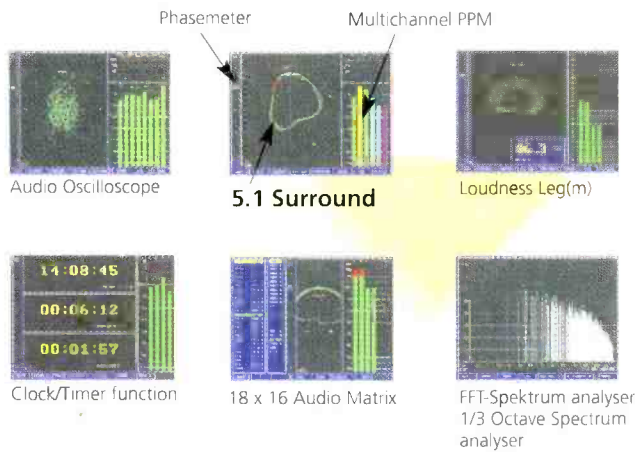 Phasemeter
Multichannel PPM
Audio Oscilloscope
5.1 Surround
Loudness Leg(m)
14:08:45
00:06:12
00:01:57
Clock/Timer function
18 x 16 Audio Matrix
FFT-Spektrum analyser
1/3 Octave Spectrum
analyser